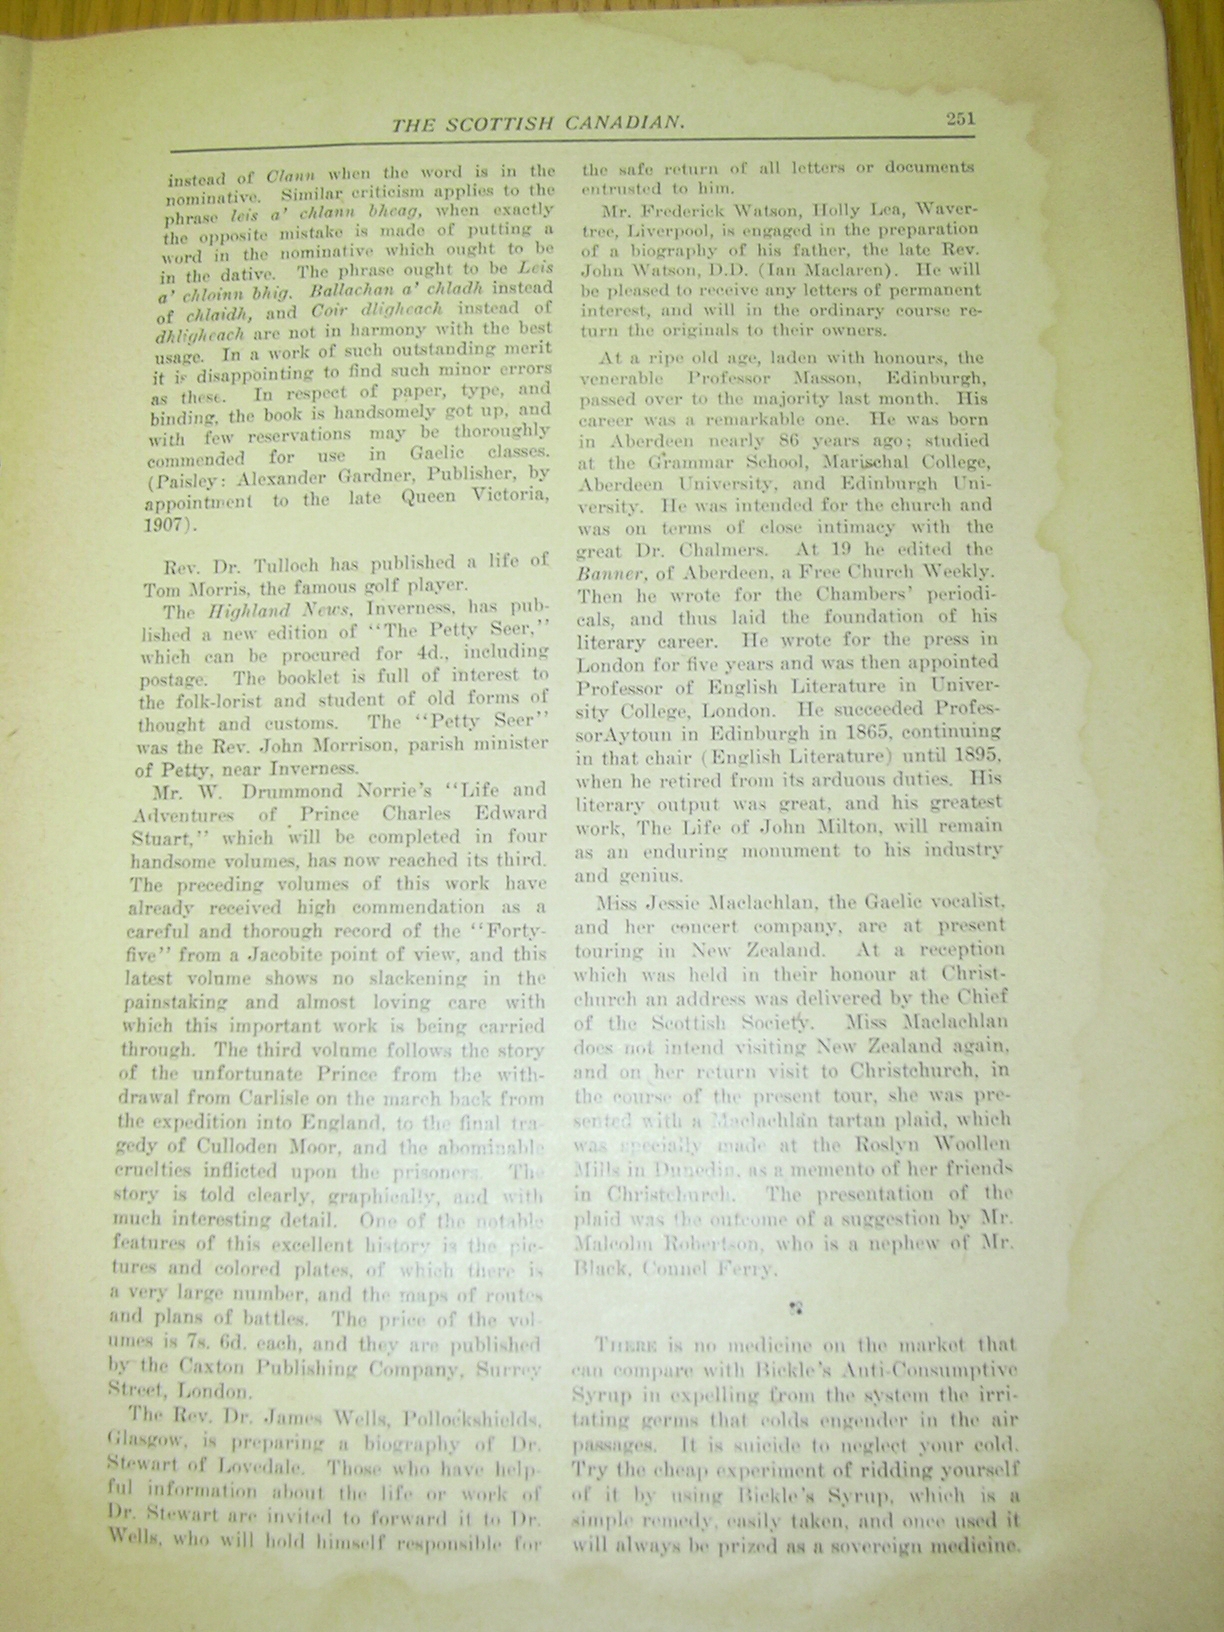 THE SCOTTISH CANADIAN.
251
instead of Clann when the word is in the
nominative. Similar criticism applies to the
phrase leis a' chlann bheag, when exactly
the opposite mistake is made of putting a
word in the nominative which ought to be
in the dative. The phrase ought to be Leis
a' chloinn bhig. Ballachan a' chladh instead
of chlaidh, and Coir dligheach instead of
dhligheach are not in harmony with the best
usage. In a work of such outstanding merit
it is disappointing to find such minor errors
as these. In respect of paper, type, and
binding, the book is handsomely got up, and
with few reservations may be thoroughly
commended for use in Gaelic classes.
(Paisley: Alexander Gardner, Publisher, by
appointment to the late Queen Victoria,
1907).
Rev. Dr. Tulloch has published a life of
Tom Morris, the famous golf player.
The Highland News, Inverness, has pub-
lished a new edition of "The Petty Seer,"
which can be procured for 4d., including
postage. The booklet is full of interest to
the folk-lorist and student of old forms of
thought and customs. The "Petty Seer"
was the Rev. John Morrison, parish minister
of Petty, near Inverness.
Mr. W. Drummond Norrie's "Life and
Adventures of Prince Charles Edward
Stuart," which will be completed in four
handsome volumes, has now reached its third.
The preceding volumes of this work have
already received high commendation as a
careful and thorough record of the "Forty-
five" from a Jacobite point of view, and this
latest volume shows no slackening in the
painstaking and almost loving care with
which this important work is being carried
through. The third volume follows the story
of the unfortunate Prince from the with-
drawal from Carlisle on the march back from
the expedition into England, to the final tra-
gedy of Culloden Moor, and the abominable
cruelties inflicted upon the prisoners. The
story is told clearly, graphically, and with
much interesting detail. One of the notable
features of this excellent history is the pic-
tures and colored plates, of which there is
a very large number, and the maps of routes
and plans of battles. The price of the vol-
umes is 7s. 6d. each, and they are published
by the Caxton Publishing Company, Surrey
Street, London.
The Rev. Dr. James Wells, Pollockshields,
Glasgow, is preparing a biography of Dr.
Stewart of Lovedale. Those who have help-
ful information about the life or work of
Dr. Stewart are invited to forward it to Dr.
Wells, who will hold himself responsible for
the safe return of all letters or documents
entrusted to him.
Mr. Frederick Watson, Holly Lea, Waver-
tree, Liverpool, is engaged in the preparation
of a biography of his father, the late Rev.
John Watson, D.D. (Ian Maclaren). He will
be pleased to receive any letters of permanent
interest, and will in the ordinary course re-
turn the originals to their owners.
At a ripe old age, laden with honours, the
venerable Professor Masson, Edinburgh,
passed over to the majority last month. His
career was a remarkable one. He was born
in Aberdeen nearly 86 years ago; studied
at the Grammar School, Marischal College,
Aberdeen University, and Edinburgh Uni-
versity. He was intended for the church and
was on terms of close intimacy with the
great Dr. Chalmers. At 19 he edited the
Banner, of Aberdeen, a Free Church Weekly.
Then he wrote for the Chambers' periodi-
cals, and thus laid the foundation of his
literary career. He wrote for the press in
London for five years and was then appointed
Professor of English Literature in Univer-
sity College, London. He succeeded Profes-
sorAytoun in Edinburgh in 1865, continuing
in that chair (English Literature) until 1895,
when he retired from its arduous duties. His
literary output was great, and his greatest
work, The Life of John Milton, will remain
as an enduring monument to his industry
and genius.
Miss Jessie Maclachlan, the Gaelic vocalist,
and her concert company, are at present
touring in New Zealand. At a reception
which was held in their honour at Christ-
church an address was delivered by the Chief
of the Scottish Society. Miss Maclachlan
does not intend visiting New Zealand again,
and on her return visit to Christchurch, in
the course of the present tour, she was pre-
sented with a Maclachlan tartan plaid, which
was specially made at the Roslyn Woollen
Mills in Dunedin, as a memento of her friends
in Christchurch. The presentation of the
plaid was the outcome of a suggestion by Mr.
Malcolm Robertson, who is a nephew of Mr.
Black, Connel Ferry.
THERE is no medicine on the market that
can compare with Bickle's Anti-Consumptive
Syrup in expelling from the system the irri-
tating germs that colds engender in the air
passages. It is suicide to neglect your cold.
Try the cheap experiment of ridding yourself
of it by using Bickle's Syrup, which is a
simple remedy, easily taken, and once used it
will always be prized as a sovereign medicine.